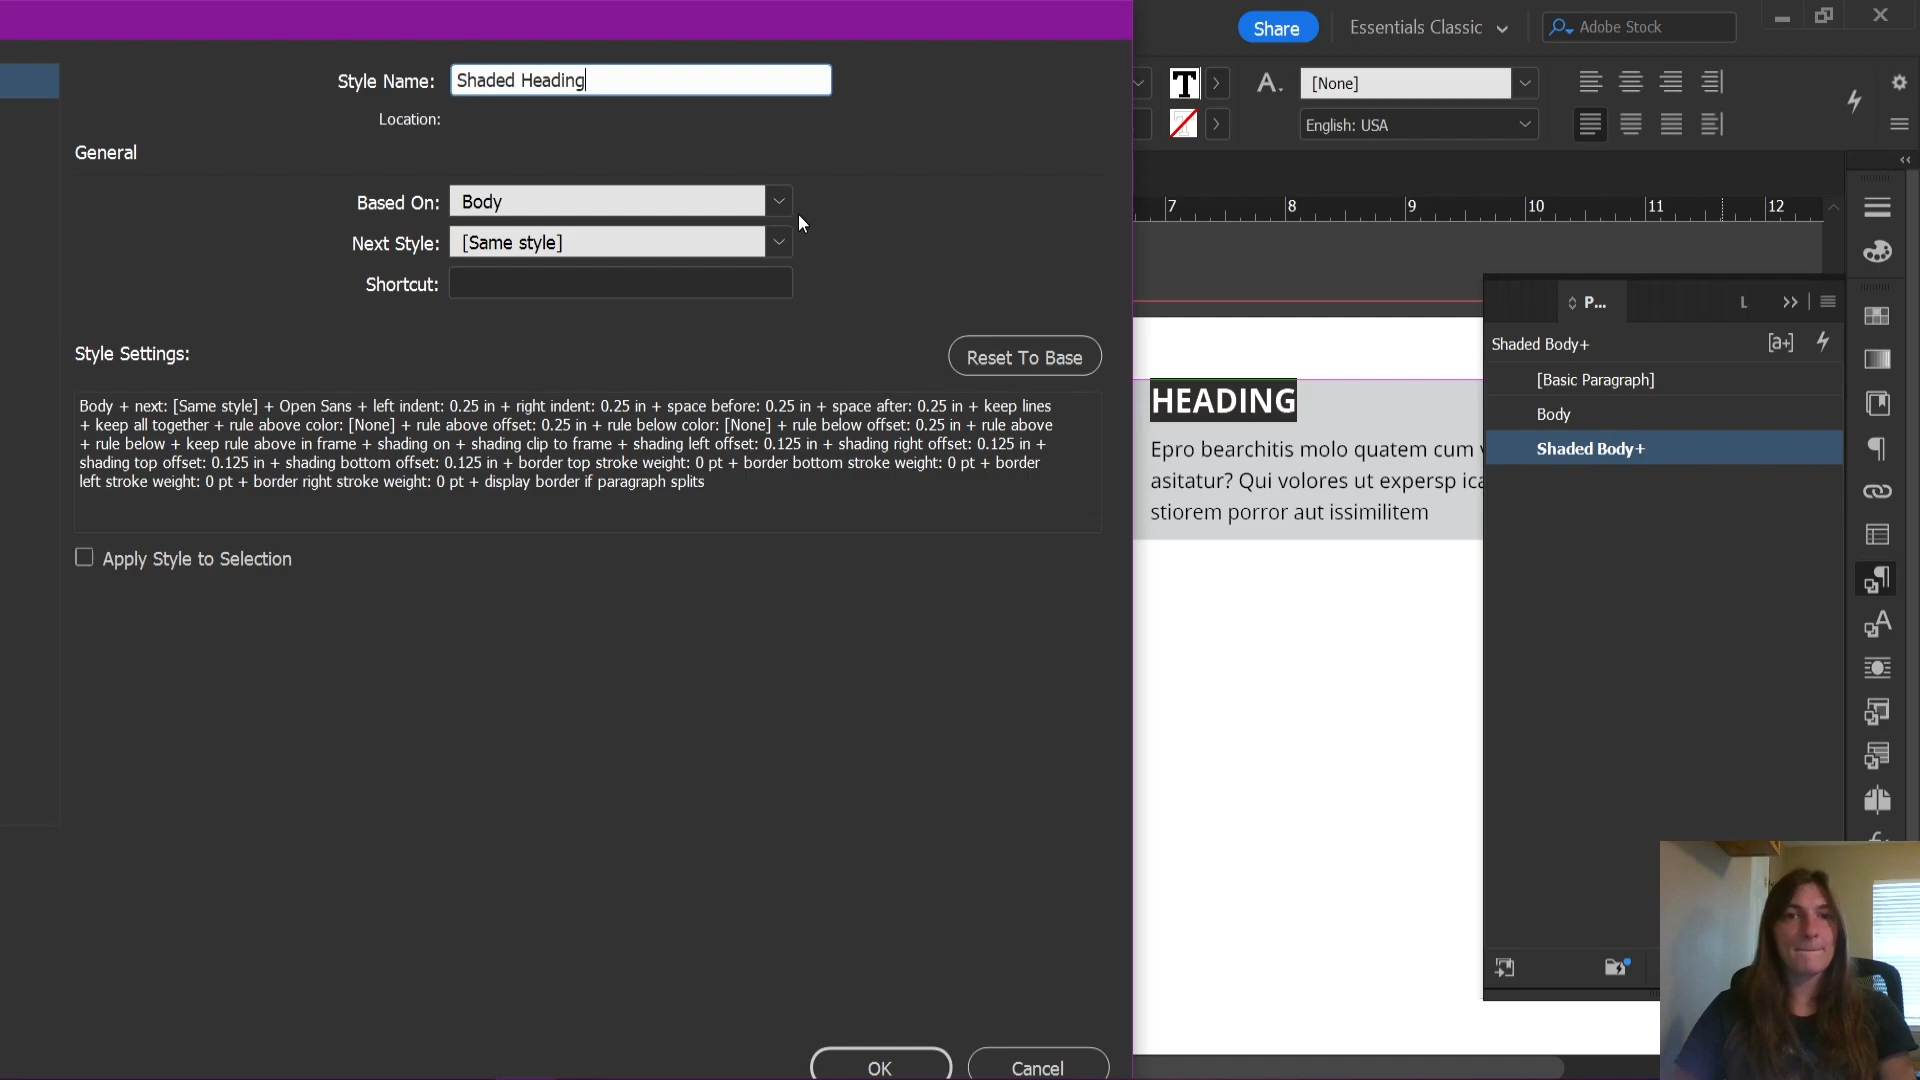 Share
Essentials Classic
Adobe Stock
Style Name: Shaded Heading
Location:
General
Based On: Body
Next Style: [Same style]
Shortcut:
Style Settings:
Reset To Base
Body + next: [Same style] + Open Sans + left indent: 0.25 in + right indent: 0.25 in + space before: 0.25 in + space after: 0.25 in + keep lines
+ keep all together + rule above color: [None] + rule above offset: 0.25 in + rule below color: [None] + rule below offset: 0.25 in + rule above
+ rule below + keep rule above in frame + shading on + shading clip to frame + shading left offset: 0.125 in + shading right offset: 0.125 in +
shading top offset: 0.125 in + shading bottom offset: 0.125 in + border top stroke weight: 0 pt + border bottom stroke weight: 0 pt + border
left stroke weight: 0 pt + border right stroke weight: 0 pt + display border if paragraph splits
Apply Style to Selection
OK
Cancel
T
A.
[None]
English: USA
7 8 9 10 11 12
HEADING
Epro bearchitis molo quatem cum
asitatur? Qui volores ut expersp ica
stiorem porror aut issimilitem
P...
L
Shaded Body+
[a+]
[Basic Paragraph]
Body
Shaded Body+